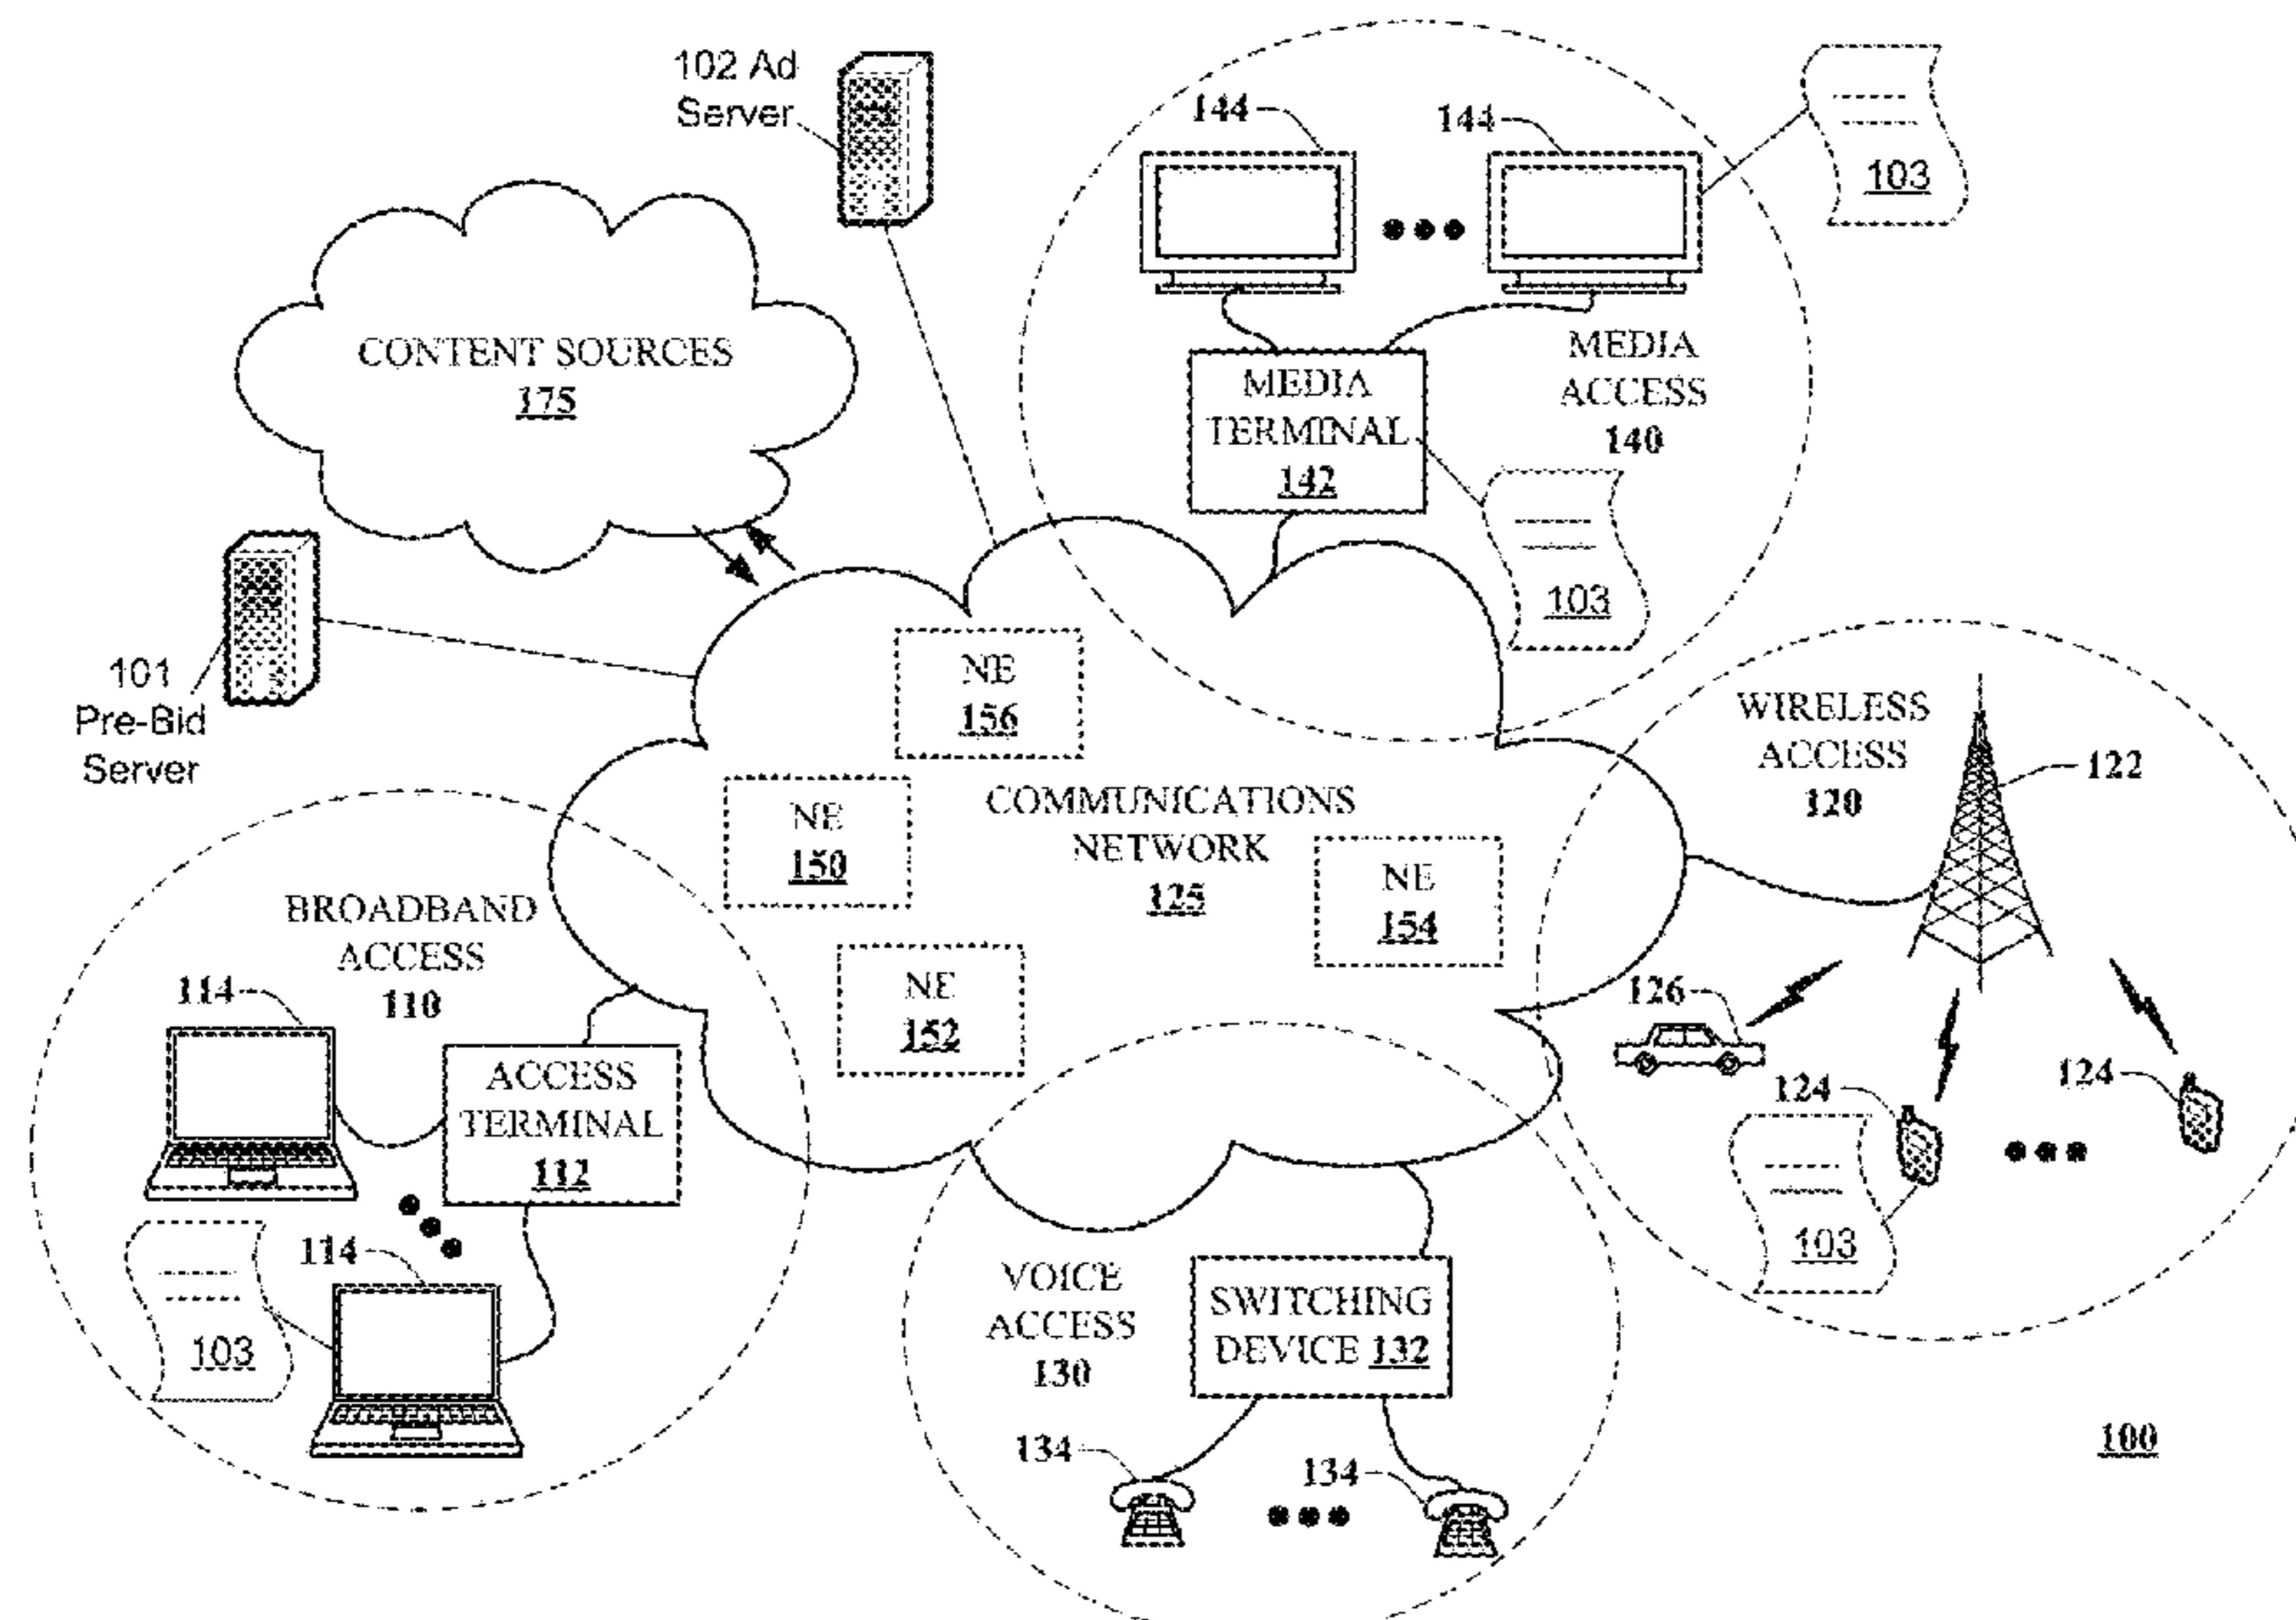 102 Ad
Server
144
144
103
CONTENT SOURCES
175
MEDIA
TERMINAL
142
MEDIA
ACCESS
140
103
101
Pre-Bid
Server
NE
156
WIRELESS
ACCESS
120
122
NE
150
COMMUNICATIONS
NETWORK
125
NE
154
BROADBAND
ACCESS
110
114
NE
152
126
ACCESS
TERMINAL
112
124
124
103
114
103
VOICE
ACCESS
130
SWITCHING
DEVICE 132
134
134
100